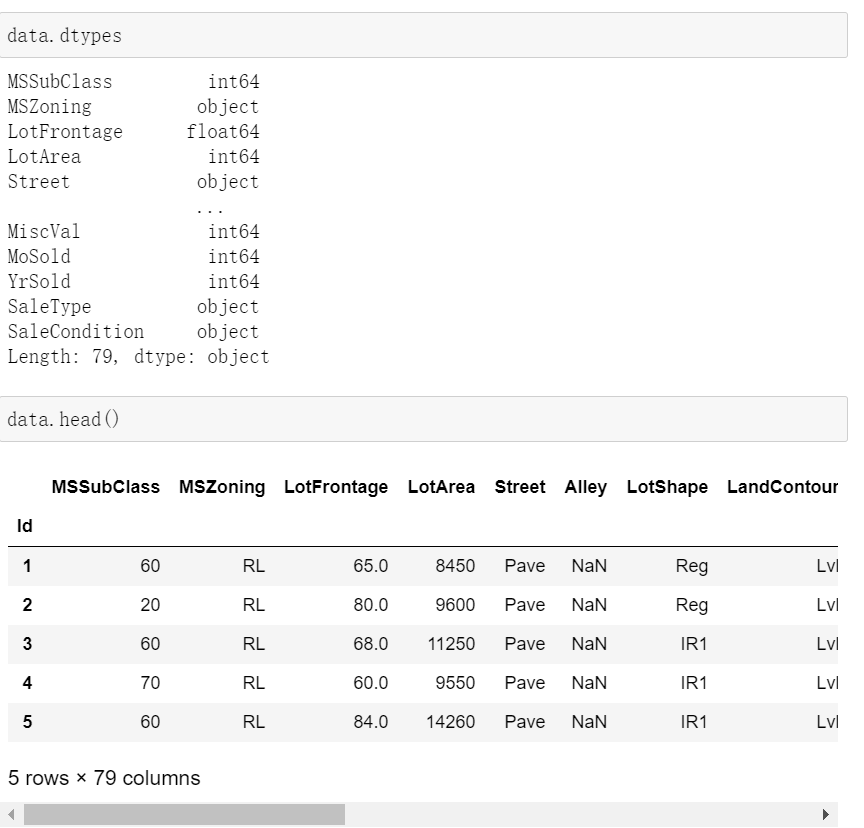 data.dtypes
MSSubClass int64
MSZoning object
LotFrontage float64
LotArea int64
Street object
...
MiscVal int64
MoSold int64
YrSold int64
SaleType object
SaleCondition object
Length: 79, dtype: object
data.head()
MSSubClass MSZoning LotFrontage LotArea Street Alley LotShape LandContour
Id
1 60 RL 65.0 8450 Pave NaN Reg Lvl
2 20 RL 80.0 9600 Pave NaN Reg Lvl
3 60 RL 68.0 11250 Pave NaN IR1 Lvl
4 70 RL 60.0 9550 Pave NaN IR1 Lvl
5 60 RL 84.0 14260 Pave NaN IR1 Lvl
5 rows × 79 columns